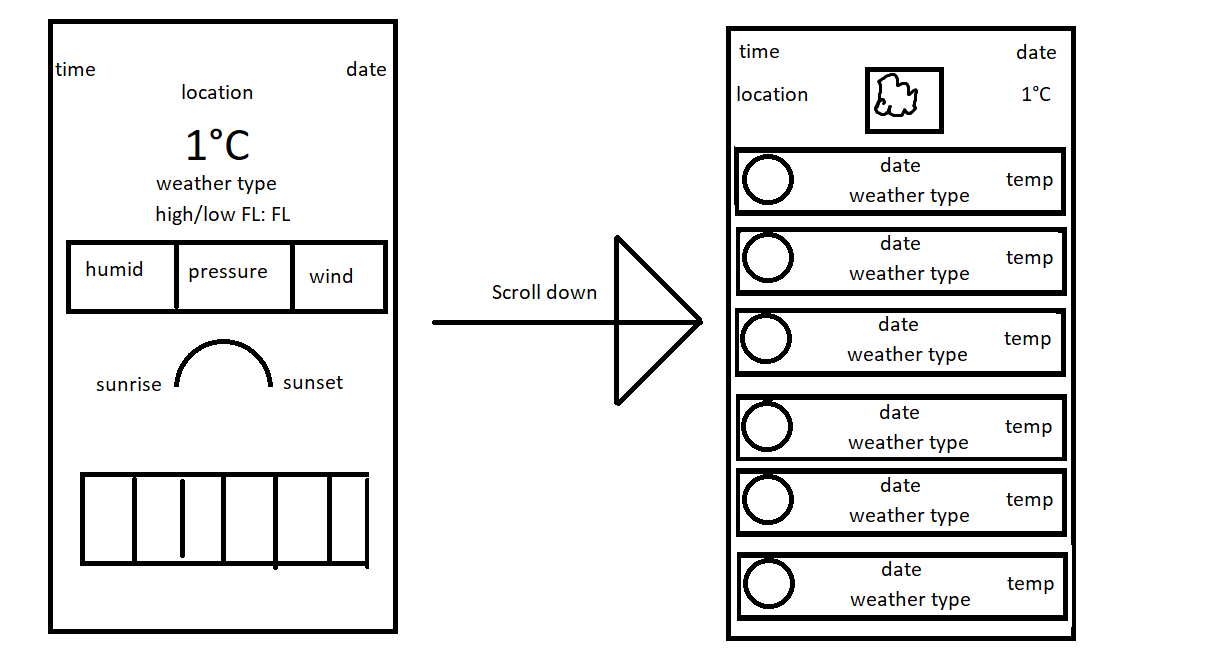 time
date
location
1°C
weather type
high/low FL: FL
humid
pressure
wind
sunrise
sunset
Scroll down
time
date
location
1°C
date
weather type
temp
date
weather type
temp
date
weather type
temp
date
weather type
temp
date
weather type
temp
date
weather type
temp